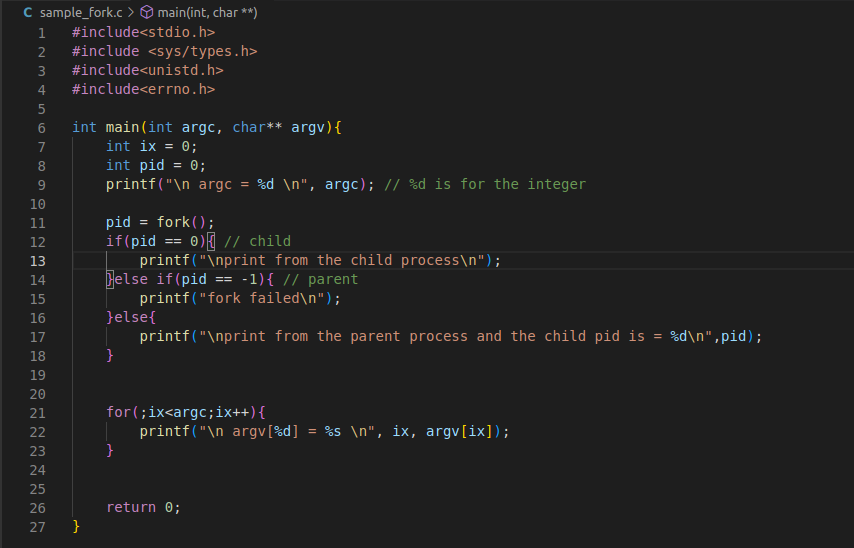 C sample_fork.c > main(int, char **)
1 #include<stdio.h>
2 #include <sys/types.h>
3 #include<unistd.h>
4 #include<errno.h>
5
6 int main(int argc, char** argv){
7     int ix = 0;
8     int pid = 0;
9     printf("\n argc = %d \n", argc); // %d is for the integer
10
11     pid = fork();
12     if(pid == 0){ // child
13         printf("\nprint from the child process\n");
14     }else if(pid == -1){ // parent
15         printf("fork failed\n");
16     }else{
17         printf("\nprint from the parent process and the child pid is = %d\n",pid);
18     }
19
20
21     for(;ix<argc;ix++){
22         printf("\n argv[%d] = %s \n", ix, argv[ix]);
23     }
24
25
26     return 0;
27 }